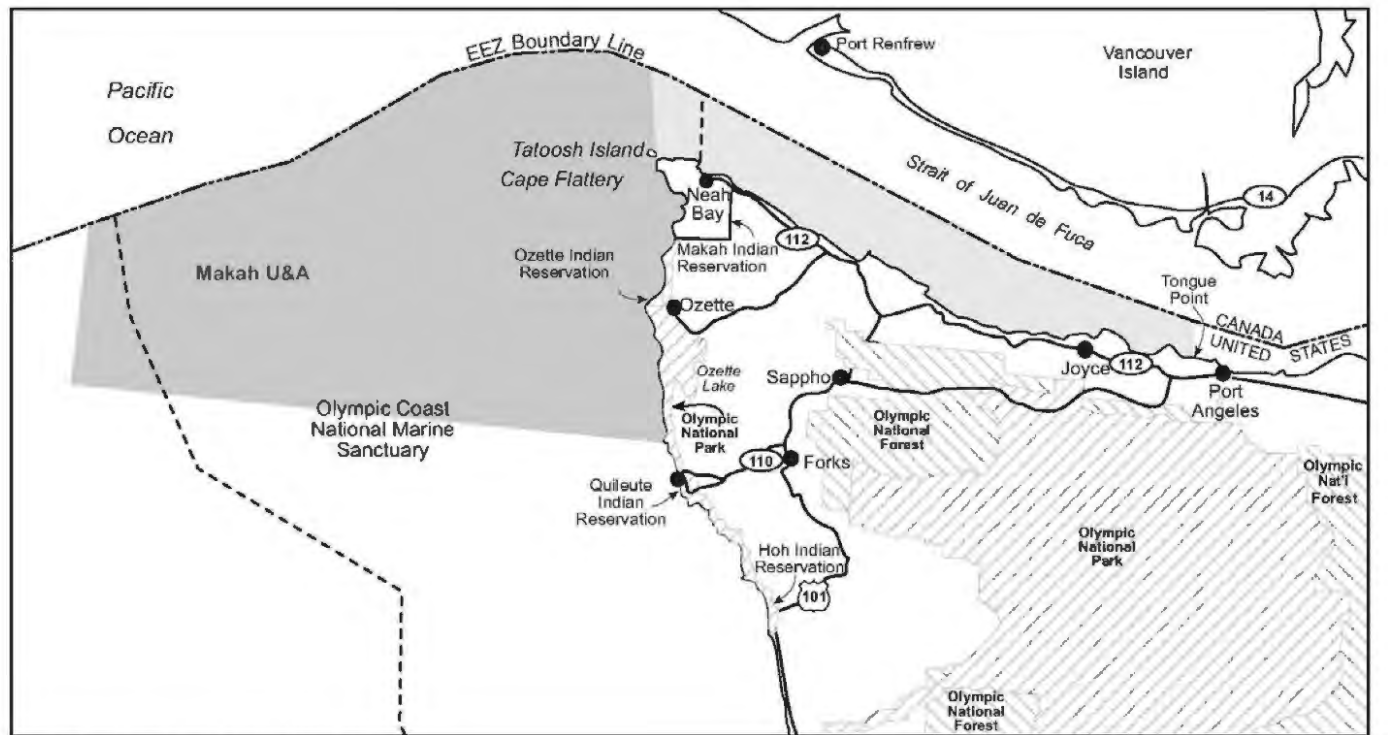 EEZ Boundary Line
Port Renfrew
Vancouver
Island
Pacific
Ocean
Tatoosh Island
Cape Flattery
Strait of Juan de Fuca
14
Neah
Bay
112
Makah Indian
Reservation
Ozette Indian
Reservation
Makah U&A
Ozette
Tongue
Point
CANADA
UNITED STATES
Joyce
112
Port
Angeles
Ozette
Lake
Sappho
Olympic Coast
National Marine
Sanctuary
Olympic
National
Park
Olympic
National
Forest
110
Forks
Olympic
Nat'l
Forest
Quileute
Indian
Reservation
Olympic
National
Park
Hoh Indian
Reservation
101
Olympic
National
Forest